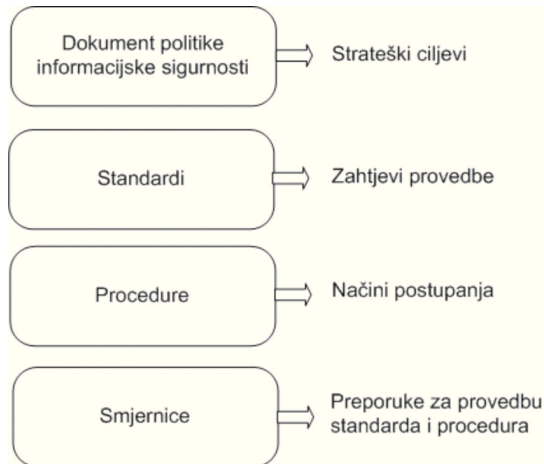 Dokument politike
informacijske sigurnosti
Strateški ciljevi
Standardi
Zahtjevi provedbe
Procedure
Načini postupanja
Smjernice
Preporuke za provedbu
standarda i procedura